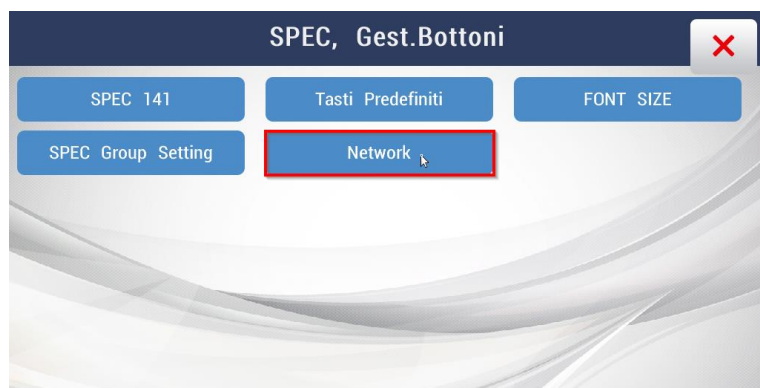 SPEC, Gest.Bottoni
SPEC 141
Tasti Predefiniti
FONT SIZE
SPEC Group Setting
Network